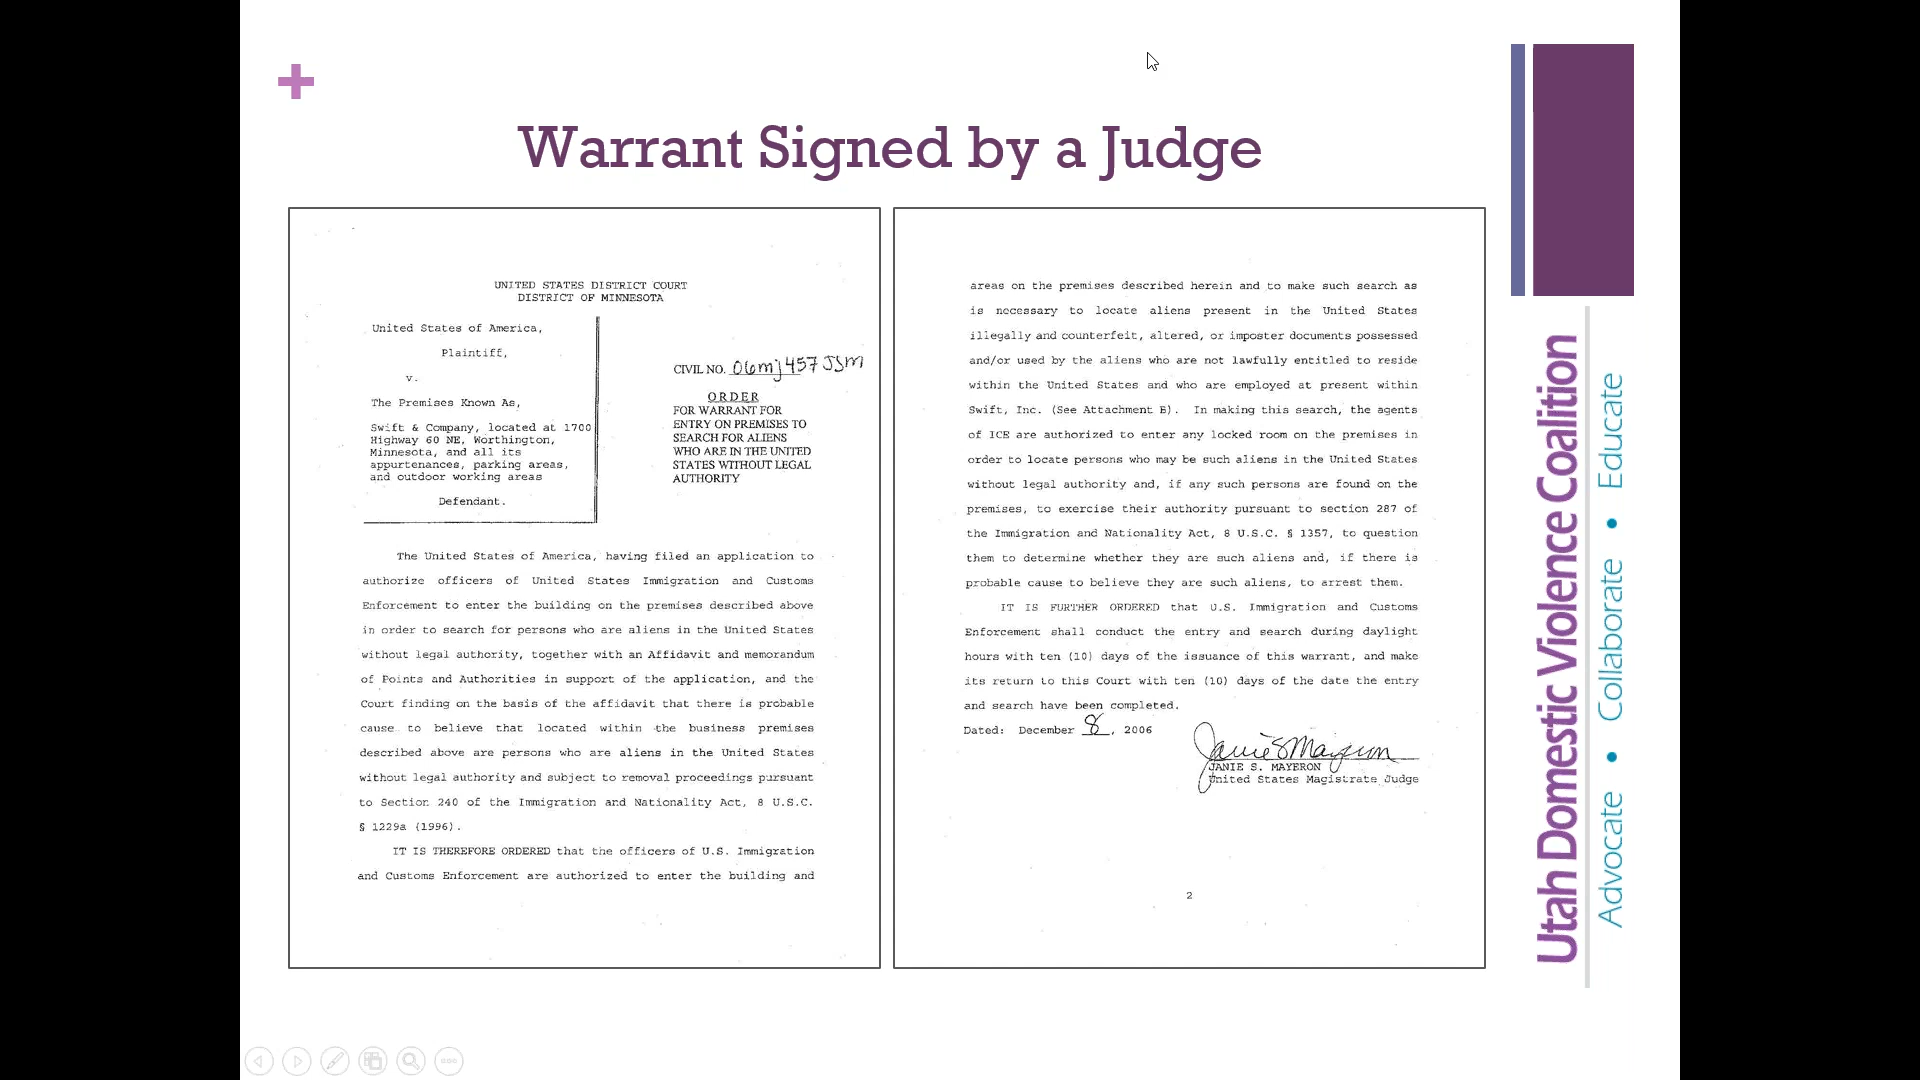 Warrant Signed by a Judge
UNITED STATES DISTRICT COURT
DISTRICT OF MINNESOTA
United States of America,
Plaintiff,
v.
The Premises Known As,
Swift & Company, located at 1700
Highway 60 NE, Worthington,
Minnesota, and all its
appurtenances, parking areas,
and outdoor working areas
Defendant.
CIVIL NO. 06mj457 JSM
ORDER
FOR WARRANT FOR
ENTRY ON PREMISES TO
SEARCH FOR ALIENS
WHO ARE IN THE UNITED
STATES WITHOUT LEGAL
AUTHORITY
The United States of America, having filed an application to
authorize officers of United States Immigration and Customs
Enforcement to enter the building on the premises described above
in order to search for persons who are aliens in the United States
without legal authority, together with an Affidavit and memorandum
of Points and Authorities in support of the application, and the
Court finding on the basis of the affidavit that there is probable
cause to believe that located within the business premises
described above are persons who are aliens in the United States
without legal authority and subject to removal proceedings pursuant
to Section 240 of the Immigration and Nationality Act, 8 U.S.C.
§ 1229a (1996).
IT IS THEREFORE ORDERED that the officers of U.S. Immigration
and Customs Enforcement are authorized to enter the building and
areas on the premises described herein and to make such search as
is necessary to locate aliens present in the United States
illegally and counterfeit, altered, or imposter documents possessed
and/or used by the aliens who are not lawfully entitled to reside
within the United States and who are employed at present within
Swift, Inc. (See Attachment B). In making this search, the agents
of ICE are authorized to enter any locked room on the premises in
order to locate persons who may be such aliens in the United States
without legal authority and, if any such persons are found on the
premises, to exercise their authority pursuant to section 287 of
the Immigration and Nationality Act, 8 U.S.C. § 1357, to question
them to determine whether they are such aliens and, if there is
probable cause to believe they are such aliens, to arrest them.
IT IS FURTHER ORDERED that U.S. Immigration and Customs
Enforcement shall conduct the entry and search during daylight
hours with ten (10) days of the issuance of this warrant, and make
its return to this Court with ten (10) days of the date the entry
and search have been completed.
Dated: December 8, 2006
Janie S Mayeron
JANIE S. MAYERON
United States Magistrate Judge
2
Utah Domestic Violence Coalition
Advocate • Collaborate • Educate